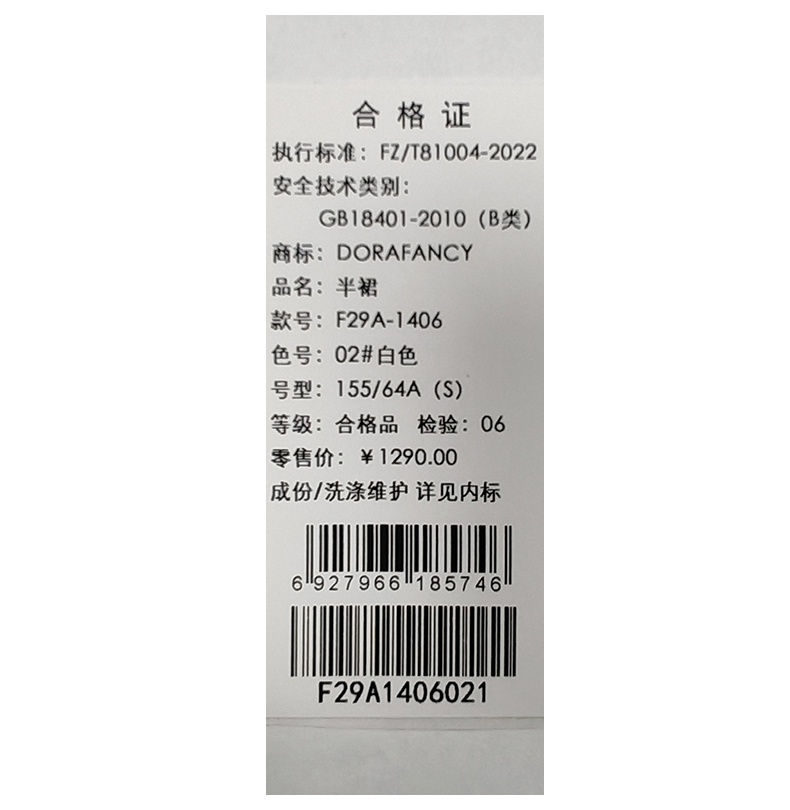 合格证
执行标准：FZ/T81004-2022
安全技术类别：
GB18401-2010（B类）
商标：DORAFANCY
品名：半裙
款号：F29A-1406
色号：02#白色
号型：155/64A（S）
等级：合格品 检验：06
零售价：￥1290.00
成份/洗涤维护 详见内标
6 927966 185746
F29A1406021